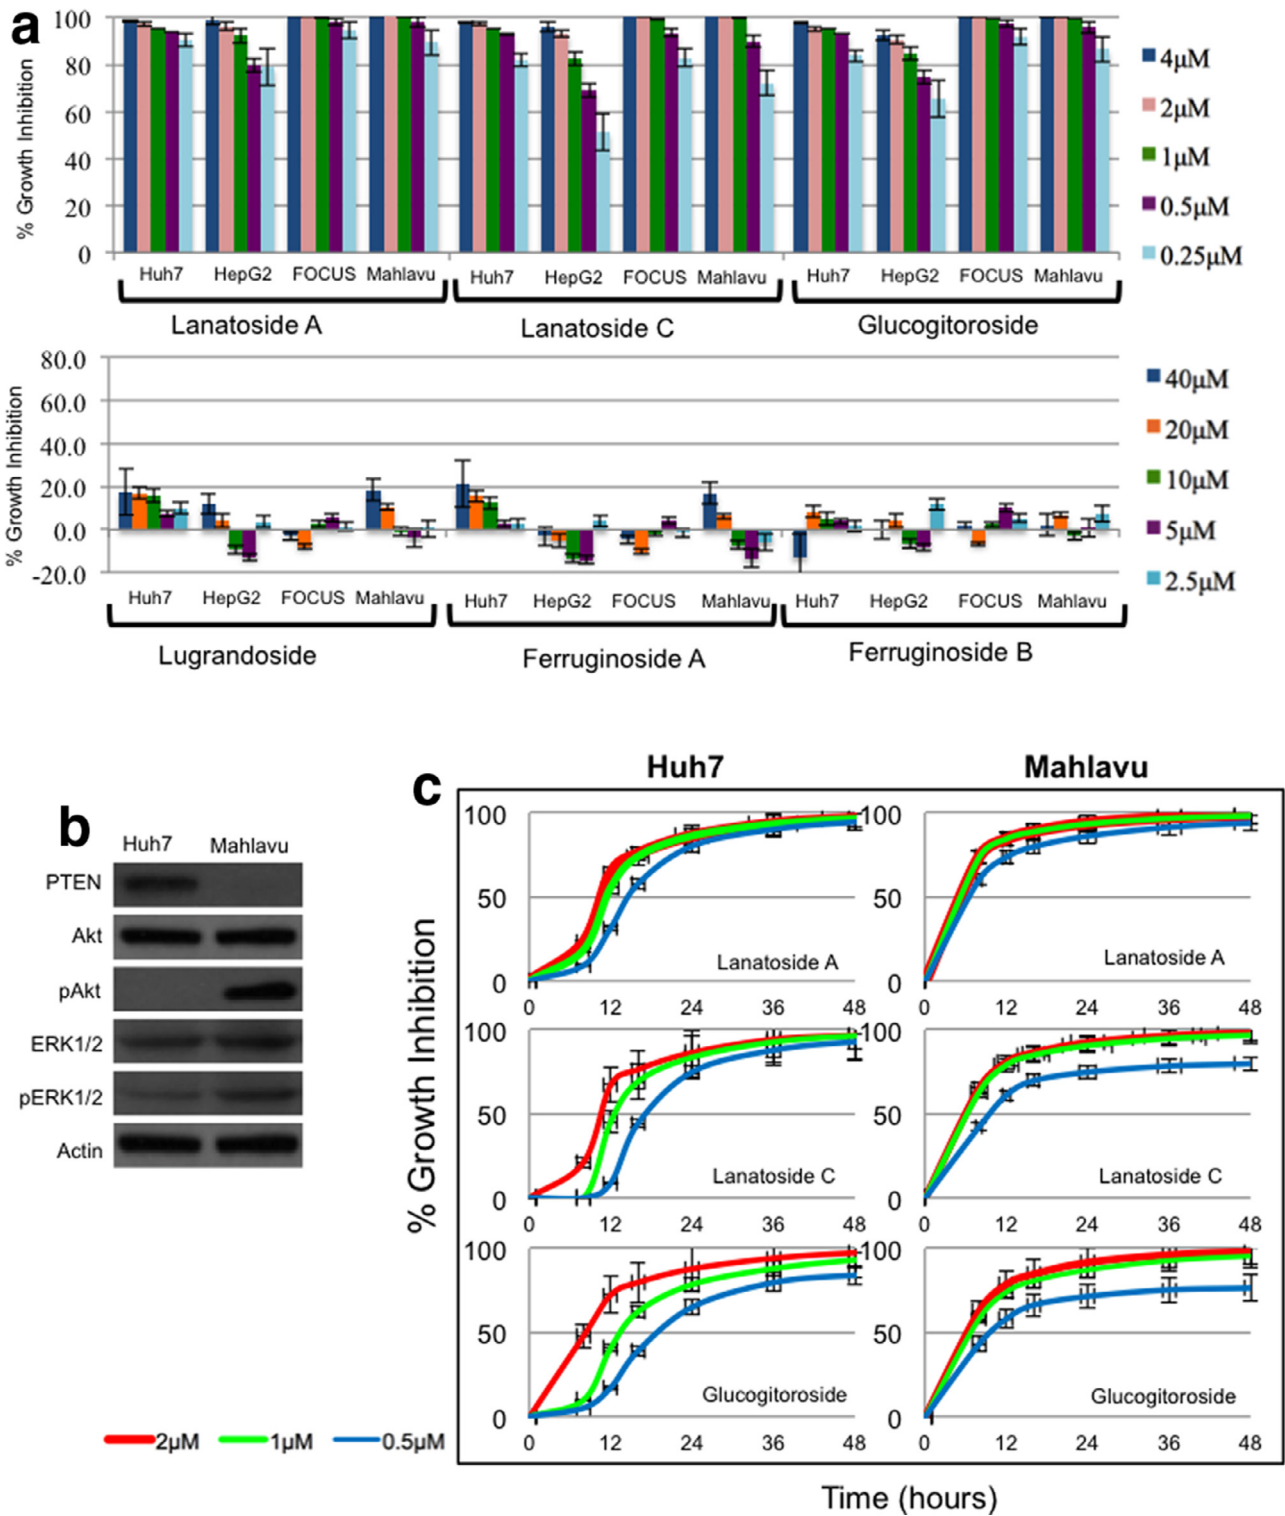 a
% Growth Inhibition
100
80
60
40
20
0
Huh7 HepG2 FOCUS Mahlavu Huh7 HepG2 FOCUS Mahlavu Huh7 HepG2 FOCUS Mahlavu
Lanatoside A Lanatoside C Glucogitoroside
4µM
2µM
1µM
0.5µM
0.25µM
% Growth Inhibition
80.0
60.0
40.0
20.0
0.0
-20.0
Huh7 HepG2 FOCUS Mahlavu Huh7 HepG2 FOCUS Mahlavu Huh7 HepG2 FOCUS Mahlavu
Lugrandoside Ferruginoside A Ferruginoside B
40µM
20µM
10µM
5µM
2.5µM
b
Huh7 Mahlavu
PTEN
Akt
pAkt
ERK1/2
pERK1/2
Actin
c
Huh7 Mahlavu
% Growth Inhibition
100
50
0
Lanatoside A
0 12 24 36 48
100
50
0
Lanatoside A
0 12 24 36 48
100
50
0
Lanatoside C
0 12 24 36 48
100
50
0
Lanatoside C
0 12 24 36 48
100
50
0
Glucogitoroside
0 12 24 36 48
100
50
0
Glucogitoroside
0 12 24 36 48
2µM 1µM 0.5µM
Time (hours)